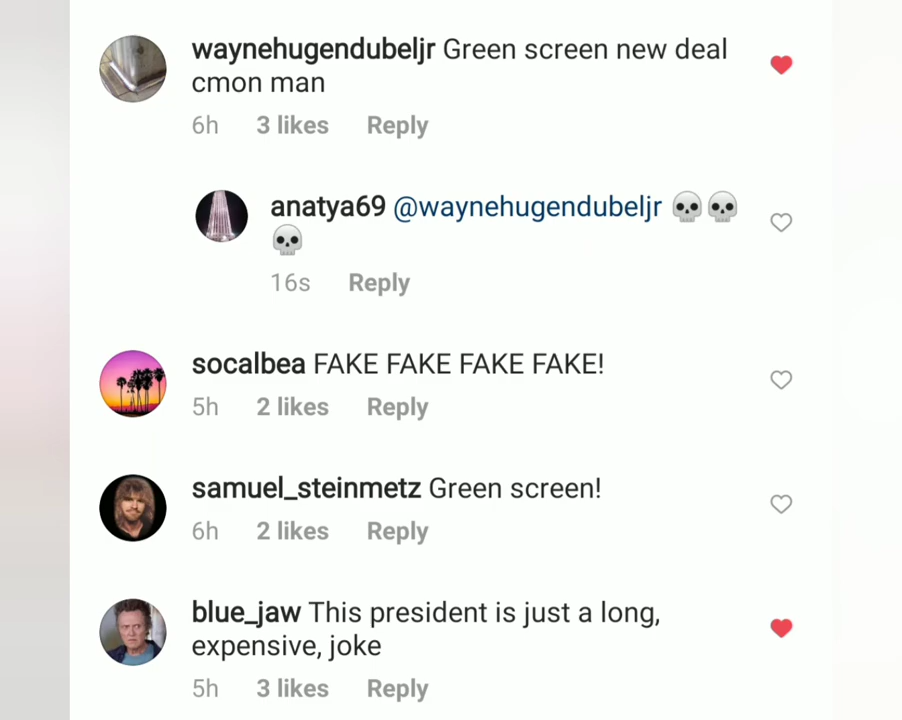 waynehugendubeljr Green screen new deal
cmon man
6h 3 likes Reply
anatya69 @waynehugendubeljr 💀💀
💀
16s Reply
socalbea FAKE FAKE FAKE FAKE!
5h 2 likes Reply
samuel_steinmetz Green screen!
6h 2 likes Reply
blue_jaw This president is just a long,
expensive, joke
5h 3 likes Reply